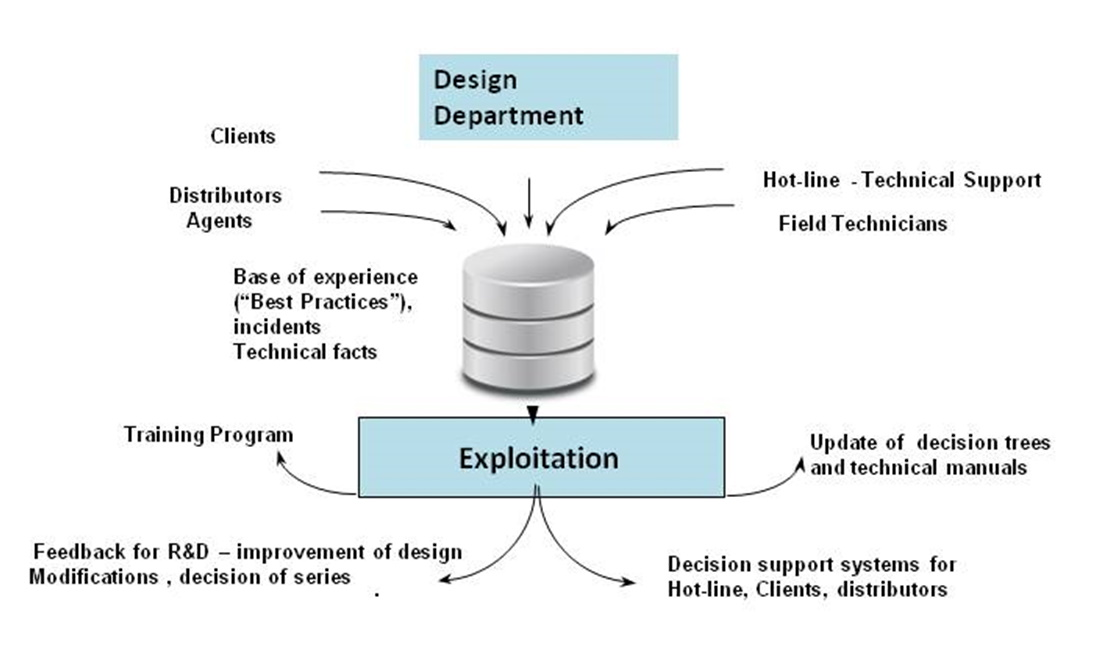 Design
Department
Clients
Hot-line - Technical Support
Distributors
Agents
Field Technicians
Base of experience
(“Best Practices”),
incidents
Technical facts
Training Program
Exploitation
Update of decision trees
and technical manuals
Feedback for R&D – improvement of design
Modifications , decision of series
.
Decision support systems for
Hot-line, Clients, distributors